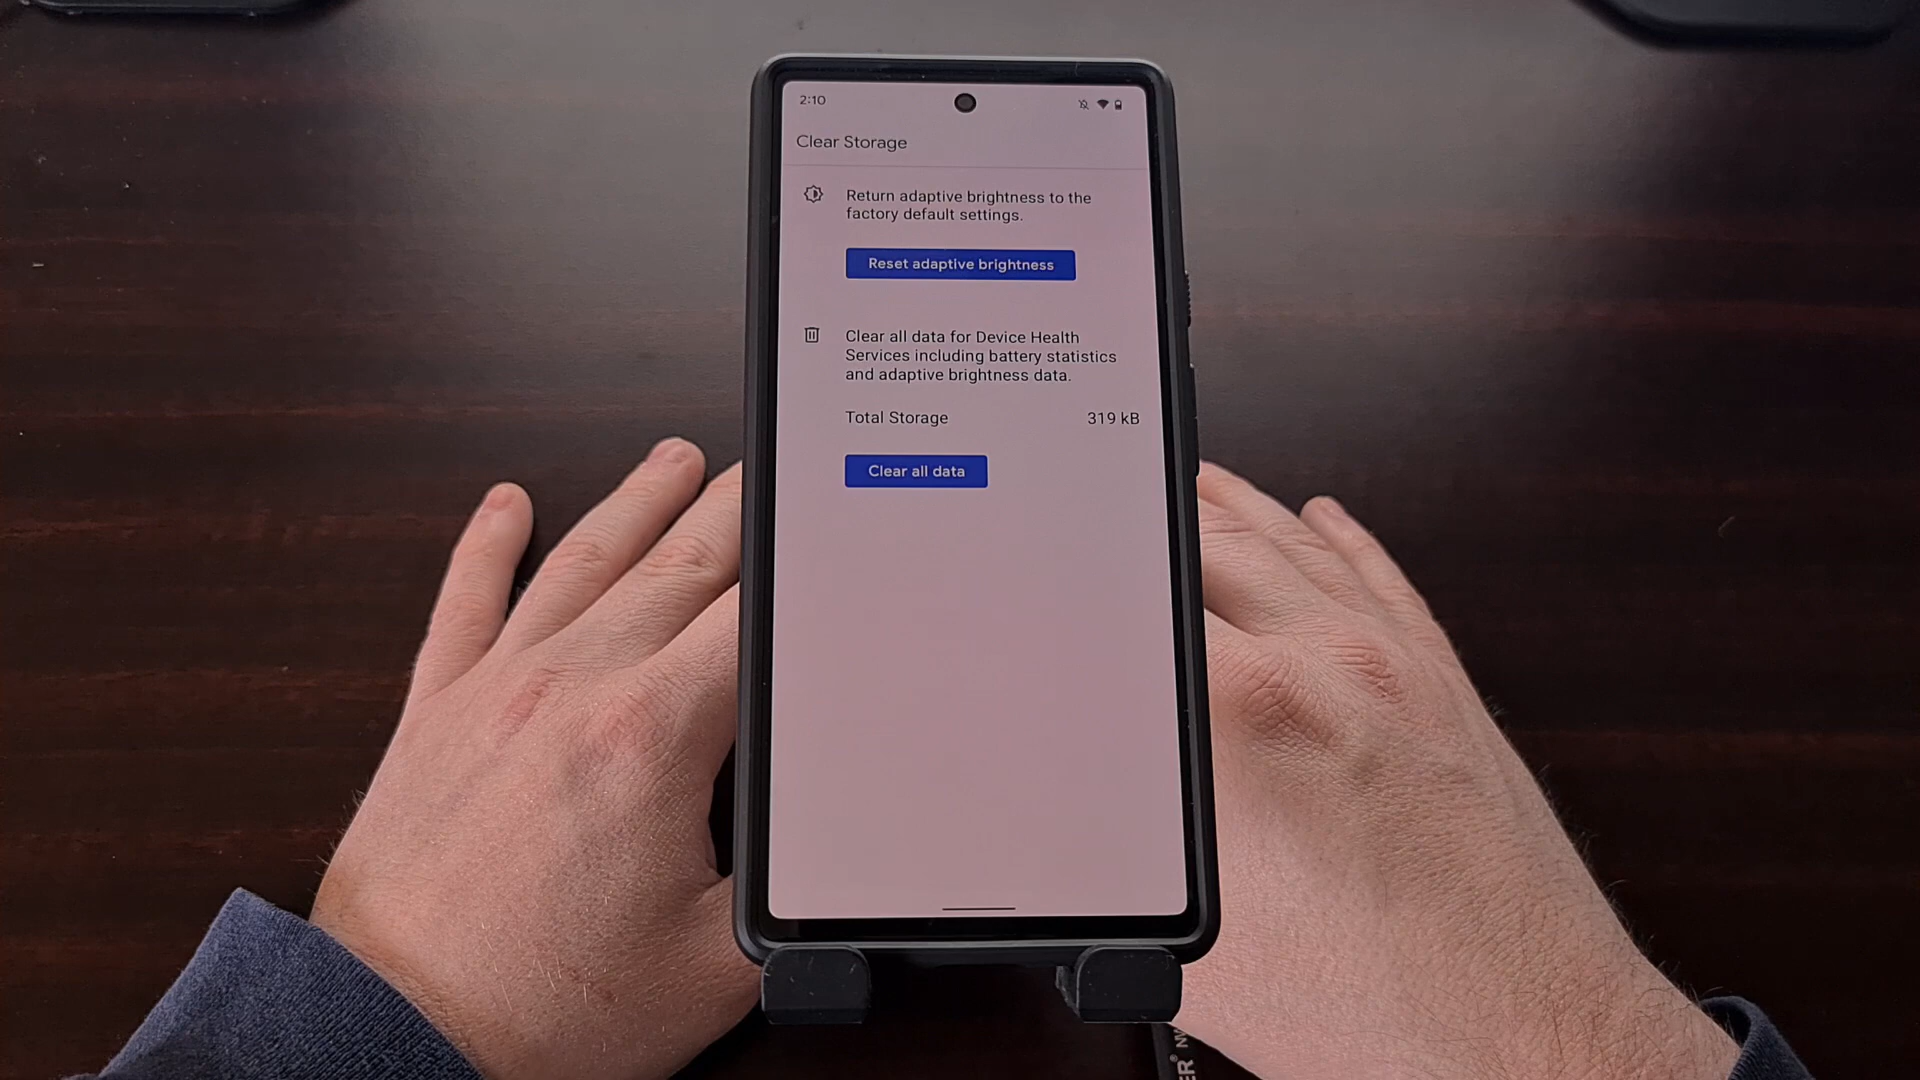 2:10
Clear Storage
Return adaptive brightness to the
factory default settings.
Reset adaptive brightness
Clear all data for Device Health
Services including battery statistics
and adaptive brightness data.
Total Storage 319 kB
Clear all data